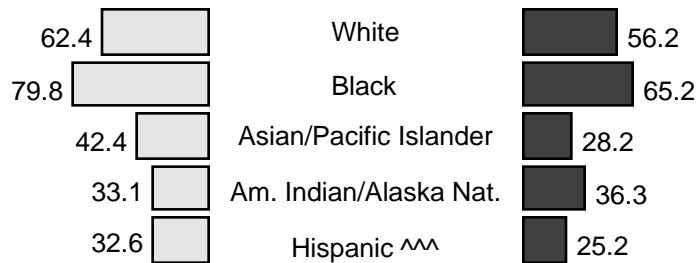 62.4 White 56.2
79.8 Black 65.2
42.4 Asian/Pacific Islander 28.2
33.1 Am. Indian/Alaska Nat. 36.3
32.6 Hispanic ^^^ 25.2